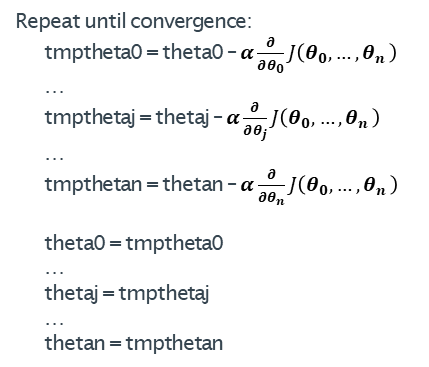 Repeat until convergence:
tmptheta0 = theta0 – α ∂/∂θ₀ J(θ₀, ... , θₙ )
...
tmpthetaj = thetaj – α ∂/∂θⱼ J(θ₀, ... , θₙ )
...
tmpthetan = thetan – α ∂/∂θₙ J(θ₀, ... , θₙ )
theta0 = tmptheta0
...
thetaj = tmpthetaj
...
thetan = tmpthetan